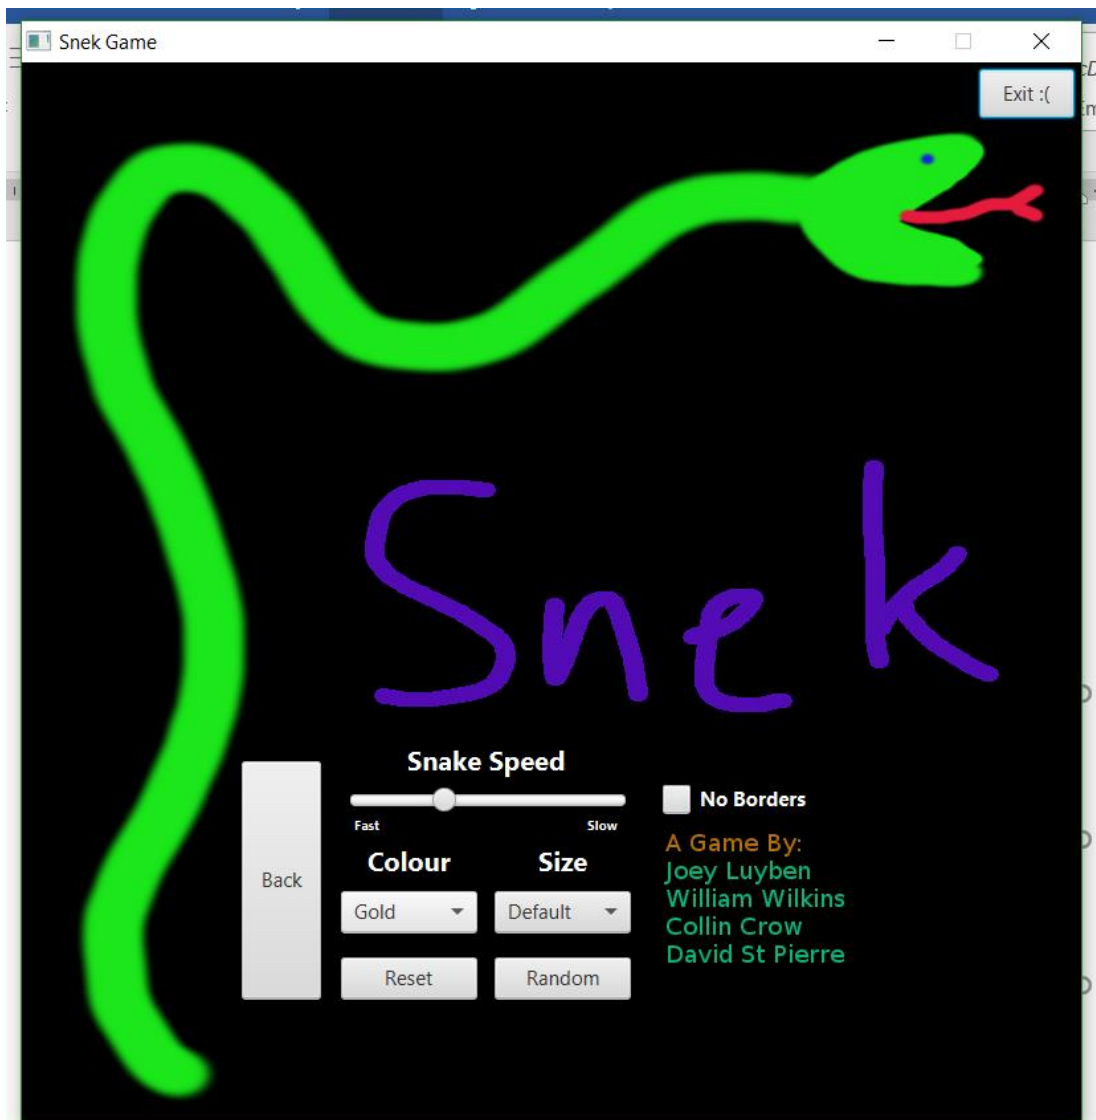 Snek Game
Exit :(
Snek
Snake Speed
Fast Slow
No Borders
Colour Size
Back
Gold Default
Reset Random
A Game By:
Joey Luyben
William Wilkins
Collin Crow
David St Pierre